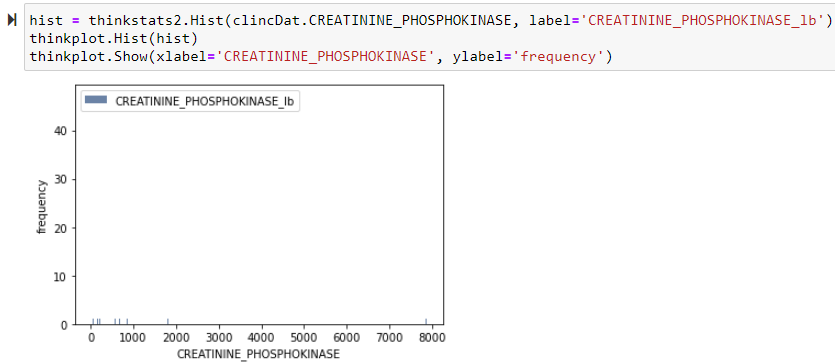 hist = thinkstats2.Hist(clincDat.CREATININE_PHOSPHOKINASE, label='CREATININE_PHOSPHOKINASE_lb')
thinkplot.Hist(hist)
thinkplot.Show(xlabel='CREATININE_PHOSPHOKINASE', ylabel='frequency')
CREATININE_PHOSPHOKINASE_lb
40
30
20
10
0
frequency
0 1000 2000 3000 4000 5000 6000 7000 8000
CREATININE_PHOSPHOKINASE